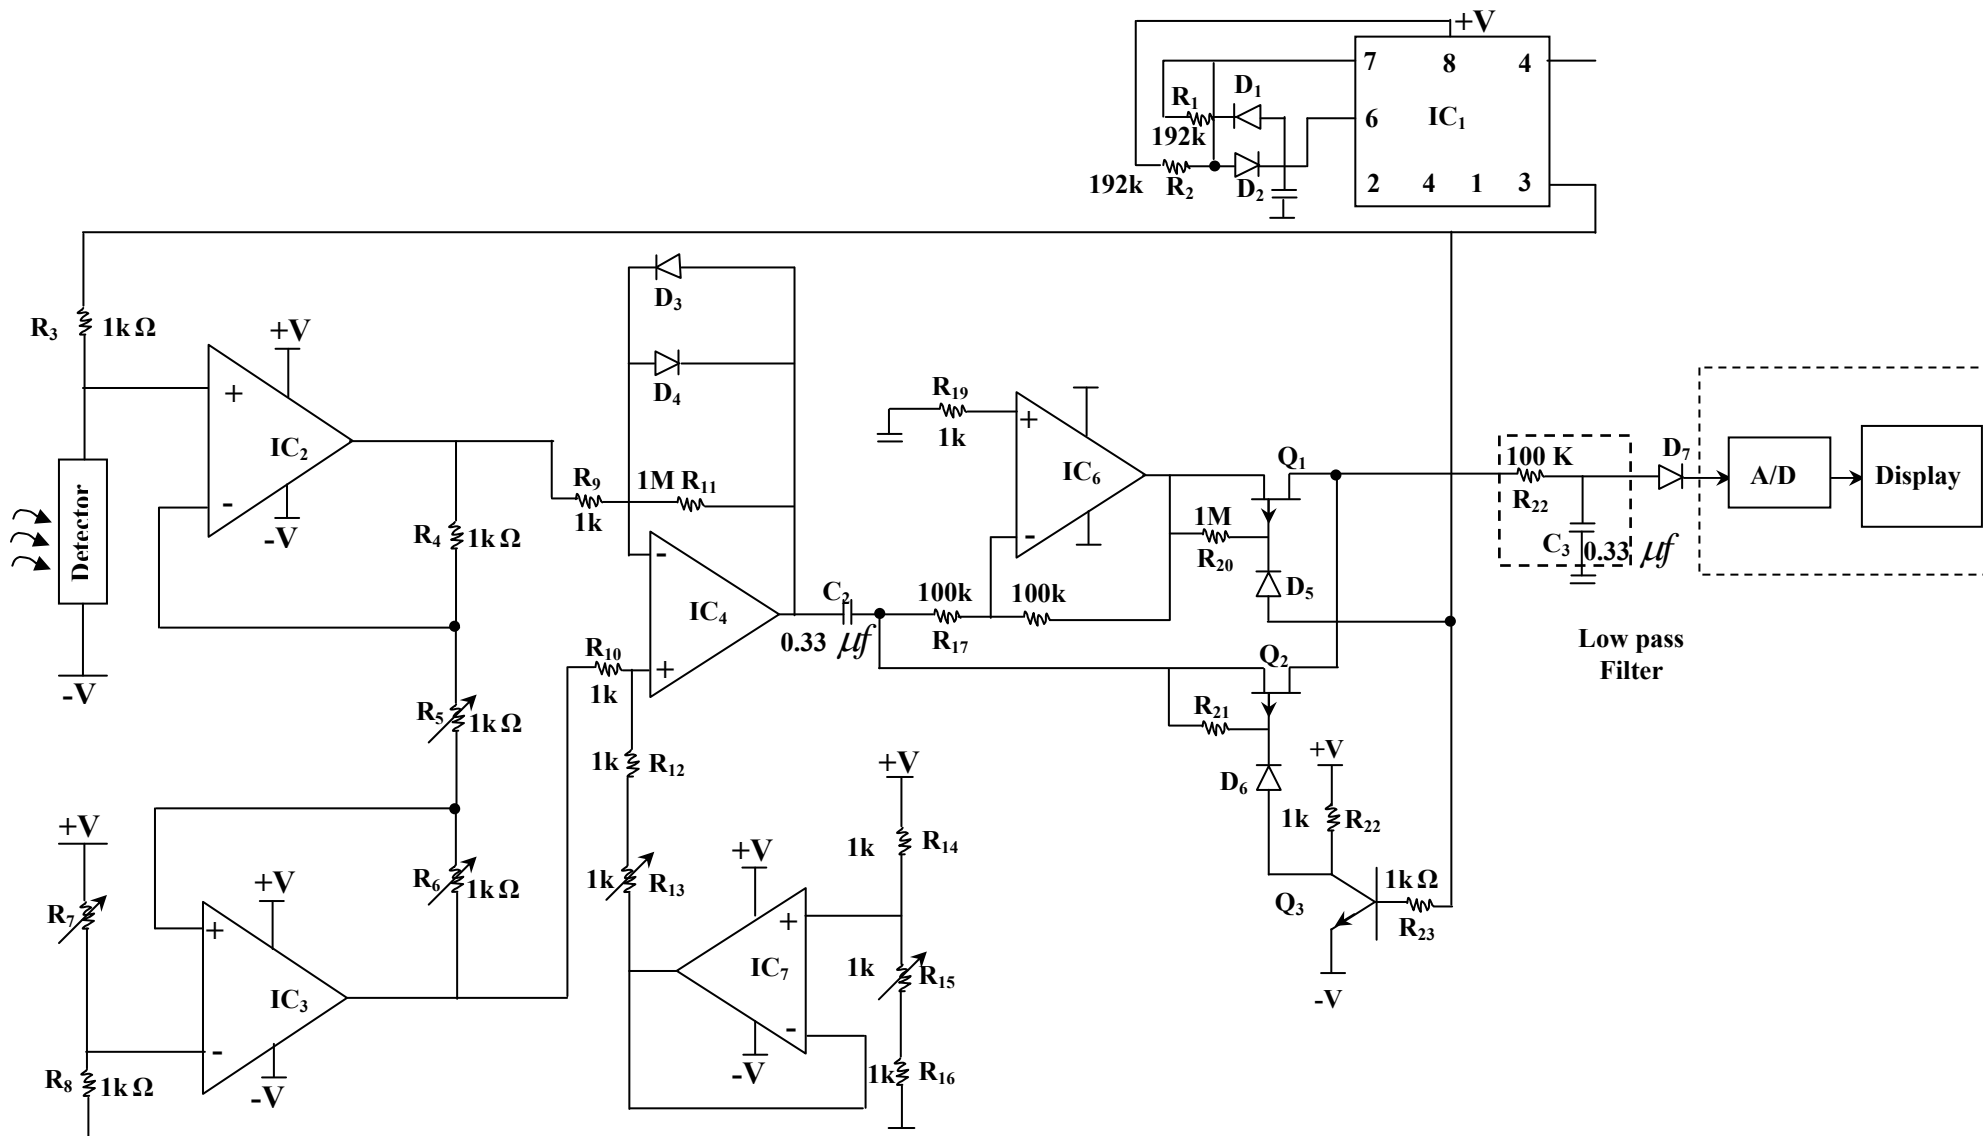 +V
7 8 4
R1 D1
6 IC1
192k
192k R2 D2
2 4 1 3
R3 1k Ω
+V
+
IC2
-
-V
Detector
-V
R4 1k Ω
R5 1k Ω
R6 1k Ω
+V
R7
R8 1k Ω
+V
+
IC3
-
-V
D3
D4
R9
1k
1M R11
-
IC4
+
R10
1k
1k R12
1k R13
+V
+
IC7
-
-V
+V
1k R14
1k R15
1k R16
C2
0.33 μf
100k
R17
100k
R19
1k
+
IC6
-
Q1
1M
R20
D5
Q2
R21
D6
+V
1k R22
Q3
1k Ω
R23
-V
100 K
R22
C3 0.33 μf
Low pass
Filter
D7
A/D
Display